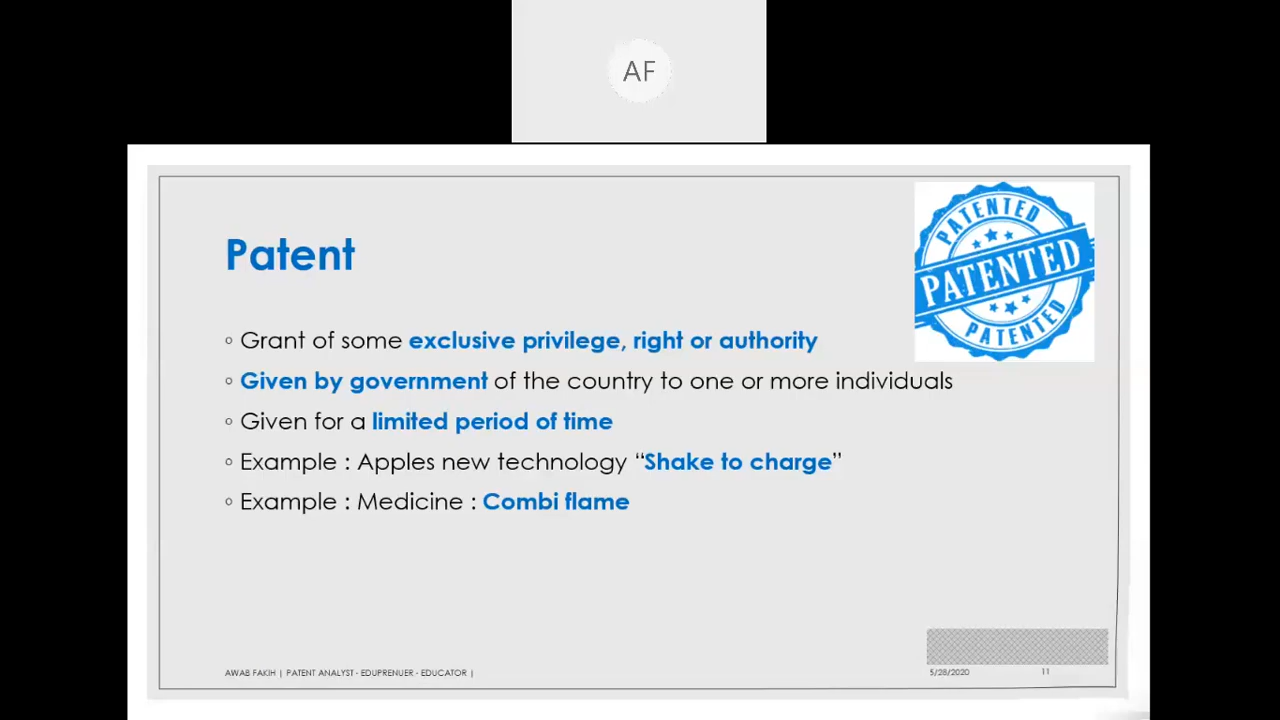 AF
PATENTED
PATENTED
PATENTED
Patent
◦ Grant of some exclusive privilege, right or authority
◦ Given by government of the country to one or more individuals
◦ Given for a limited period of time
◦ Example : Apples new technology “Shake to charge”
◦ Example : Medicine : Combi flame
AWAB FAKIH | PATENT ANALYST - EDUPRENUER - EDUCATOR |
5/28/2020
11